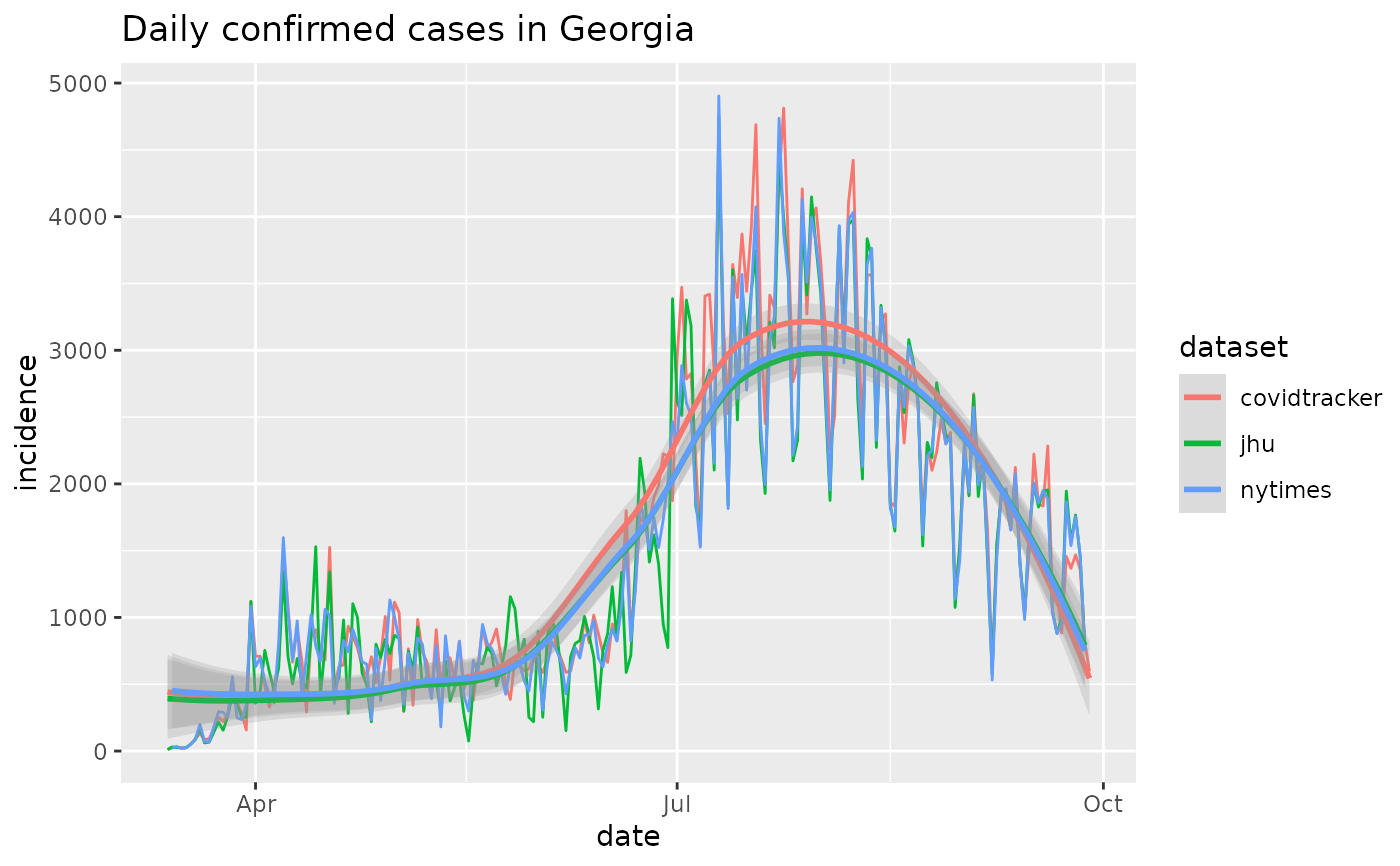 Daily confirmed cases in Georgia
5000
4000
3000
2000
1000
0
incidence
Apr
Jul
Oct
date
dataset
covidtracker
jhu
nytimes